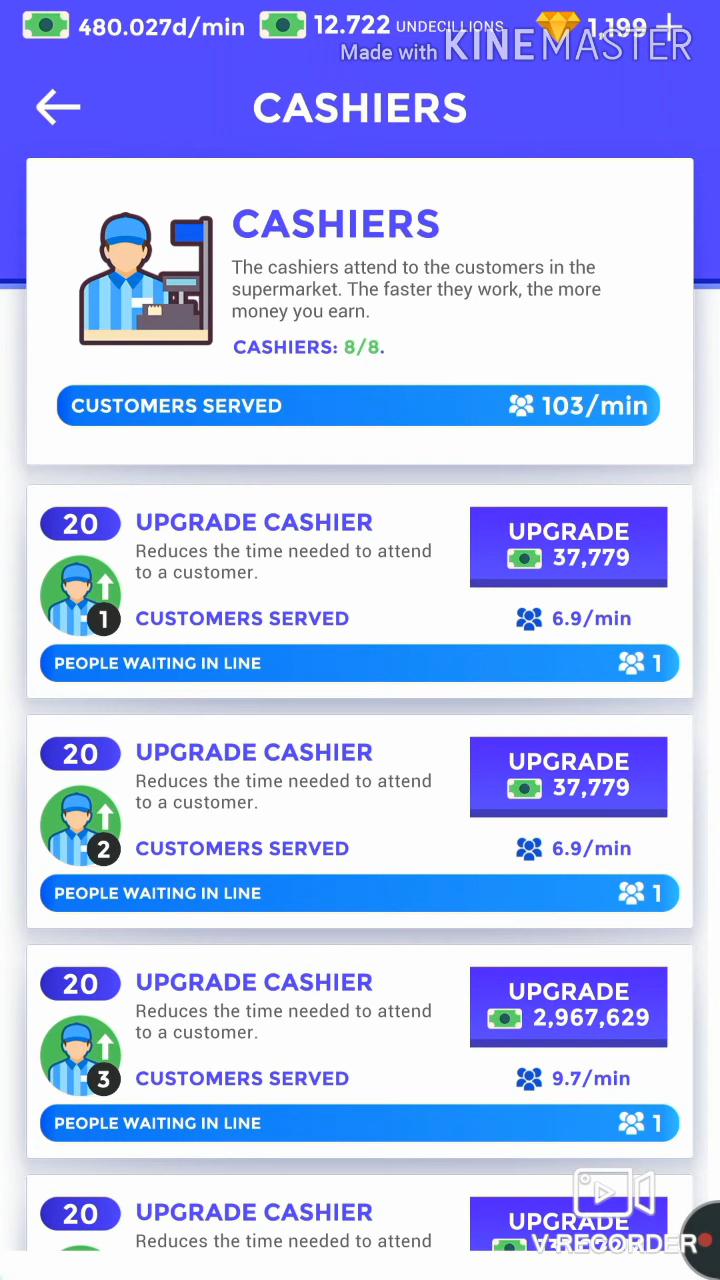 480.027d/min 12.722 UNDECILLIONS 1,199 +
Made with KINEMASTER
CASHIERS
CASHIERS
The cashiers attend to the customers in the
supermarket. The faster they work, the more
money you earn.
CASHIERS: 8/8.
CUSTOMERS SERVED 103/min
20 UPGRADE CASHIER UPGRADE
Reduces the time needed to attend 37,779
to a customer.
1 CUSTOMERS SERVED 6.9/min
PEOPLE WAITING IN LINE 1
20 UPGRADE CASHIER UPGRADE
Reduces the time needed to attend 37,779
to a customer.
2 CUSTOMERS SERVED 6.9/min
PEOPLE WAITING IN LINE 1
20 UPGRADE CASHIER UPGRADE
Reduces the time needed to attend 2,967,629
to a customer.
3 CUSTOMERS SERVED 9.7/min
PEOPLE WAITING IN LINE 1
20 UPGRADE CASHIER UPGRADE
Reduces the time needed to attend
V-RECORDER